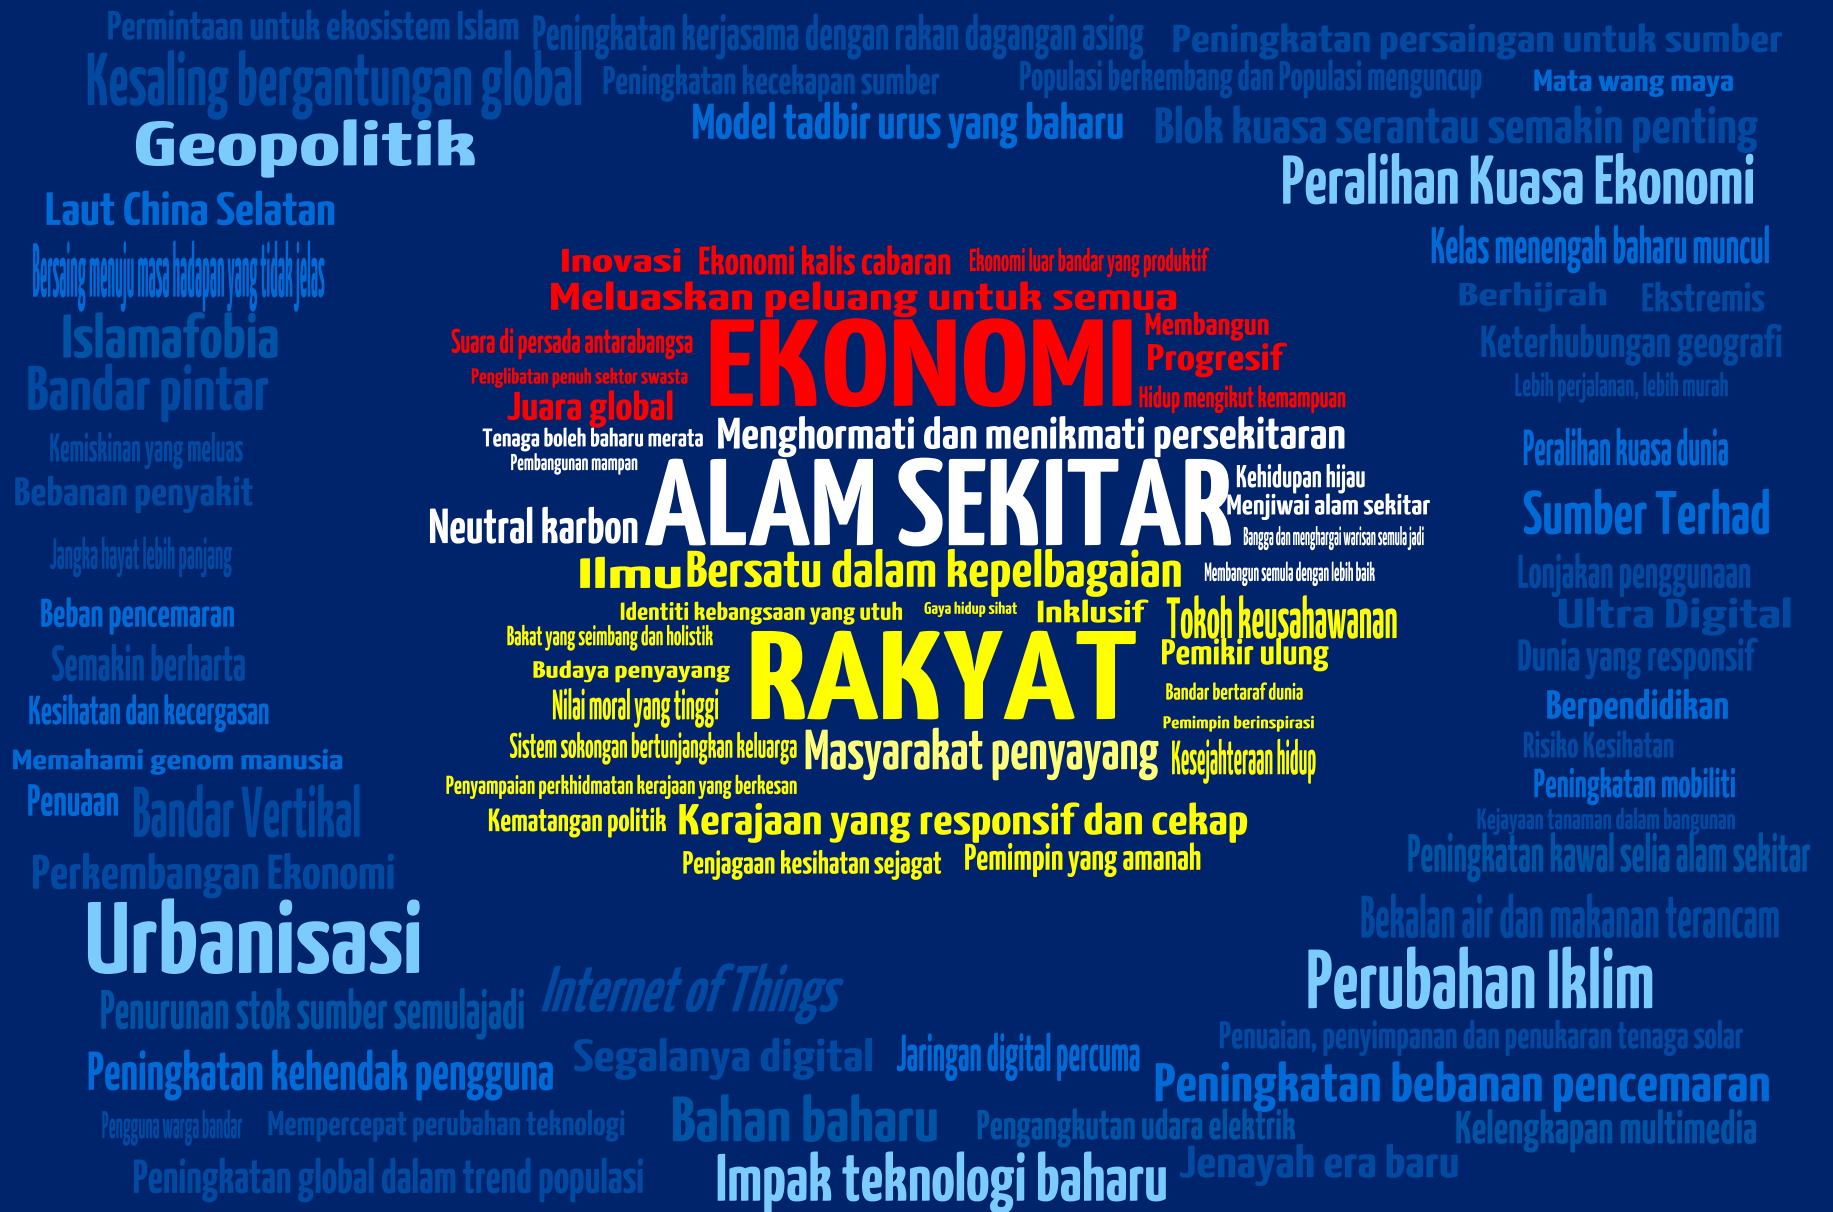 Permintaan untuk ekosistem Islam
Peningkatan kerjasama dengan rakan dagangan asing
Peningkatan persaingan untuk sumber
Kesaling bergantungan global
Peningkatan kecekapan sumber
Populasi berkembang dan Populasi menguncup
Mata wang maya
Geopolitik
Model tadbir urus yang baharu
Blok kuasa serantau semakin penting
Peralihan Kuasa Ekonomi
Laut China Selatan
Kelas menengah baharu muncul
Bersaing menuju masa hadapan yang tidak jelas
Berhijrah
Ekstremis
Islamafobia
Keterhubungan geografi
Bandar pintar
Lebih perjalanan, lebih murah
Kemiskinan yang meluas
Peralihan kuasa dunia
Bebanan penyakit
Sumber Terhad
Jangka hayat lebih panjang
Lonjakan penggunaan
Beban pencemaran
Ultra Digital
Semakin berharta
Dunia yang responsif
Kesihatan dan kecergasan
Berpendidikan
Memahami genom manusia
Risiko Kesihatan
Penuaan
Bandar Vertikal
Peningkatan mobiliti
Kejayaan tanaman dalam bangunan
Perkembangan Ekonomi
Peningkatan kawal selia alam sekitar
Inovasi
Ekonomi kalis cabaran
Ekonomi luar bandar yang produktif
Meluaskan peluang untuk semua
Suara di persada antarabangsa
EKONOMI
Membangun
Progresif
Penglibatan penuh sektor swasta
Juara global
Hidup mengikut kemampuan
Tenaga boleh baharu merata
Menghormati dan menikmati persekitaran
Pembangunan mampan
ALAM SEKITAR
Kehidupan hijau
Menjiwai alam sekitar
Neutral karbon
Bangga dan menghargai warisan semula jadi
Ilmu
Bersatu dalam kepelbagaian
Membangun semula dengan lebih baik
Identiti kebangsaan yang utuh
Gaya hidup sihat
Inklusif
Tokoh keusahawanan
Bakat yang seimbang dan holistik
RAKYAT
Pemikir ulung
Budaya penyayang
Nilai moral yang tinggi
Bandar bertaraf dunia
Pemimpin berinspirasi
Sistem sokongan bertunjangkan keluarga
Masyarakat penyayang
Kesejahteraan hidup
Penyampaian perkhidmatan kerajaan yang berkesan
Kematangan politik
Kerajaan yang responsif dan cekap
Penjagaan kesihatan sejagat
Pemimpin yang amanah
Urbanisasi
Bekalan air dan makanan terancam
Perubahan Iklim
Penurunan stok sumber semulajadi
Internet of Things
Penuaian, penyimpanan dan penukaran tenaga solar
Peningkatan kehendak pengguna
Segalanya digital
Jaringan digital percuma
Peningkatan bebanan pencemaran
Pengguna warga bandar
Mempercepat perubahan teknologi
Bahan baharu
Pengangkutan udara elektrik
Kelengkapan multimedia
Peningkatan global dalam trend populasi
Impak teknologi baharu
Jenayah era baru